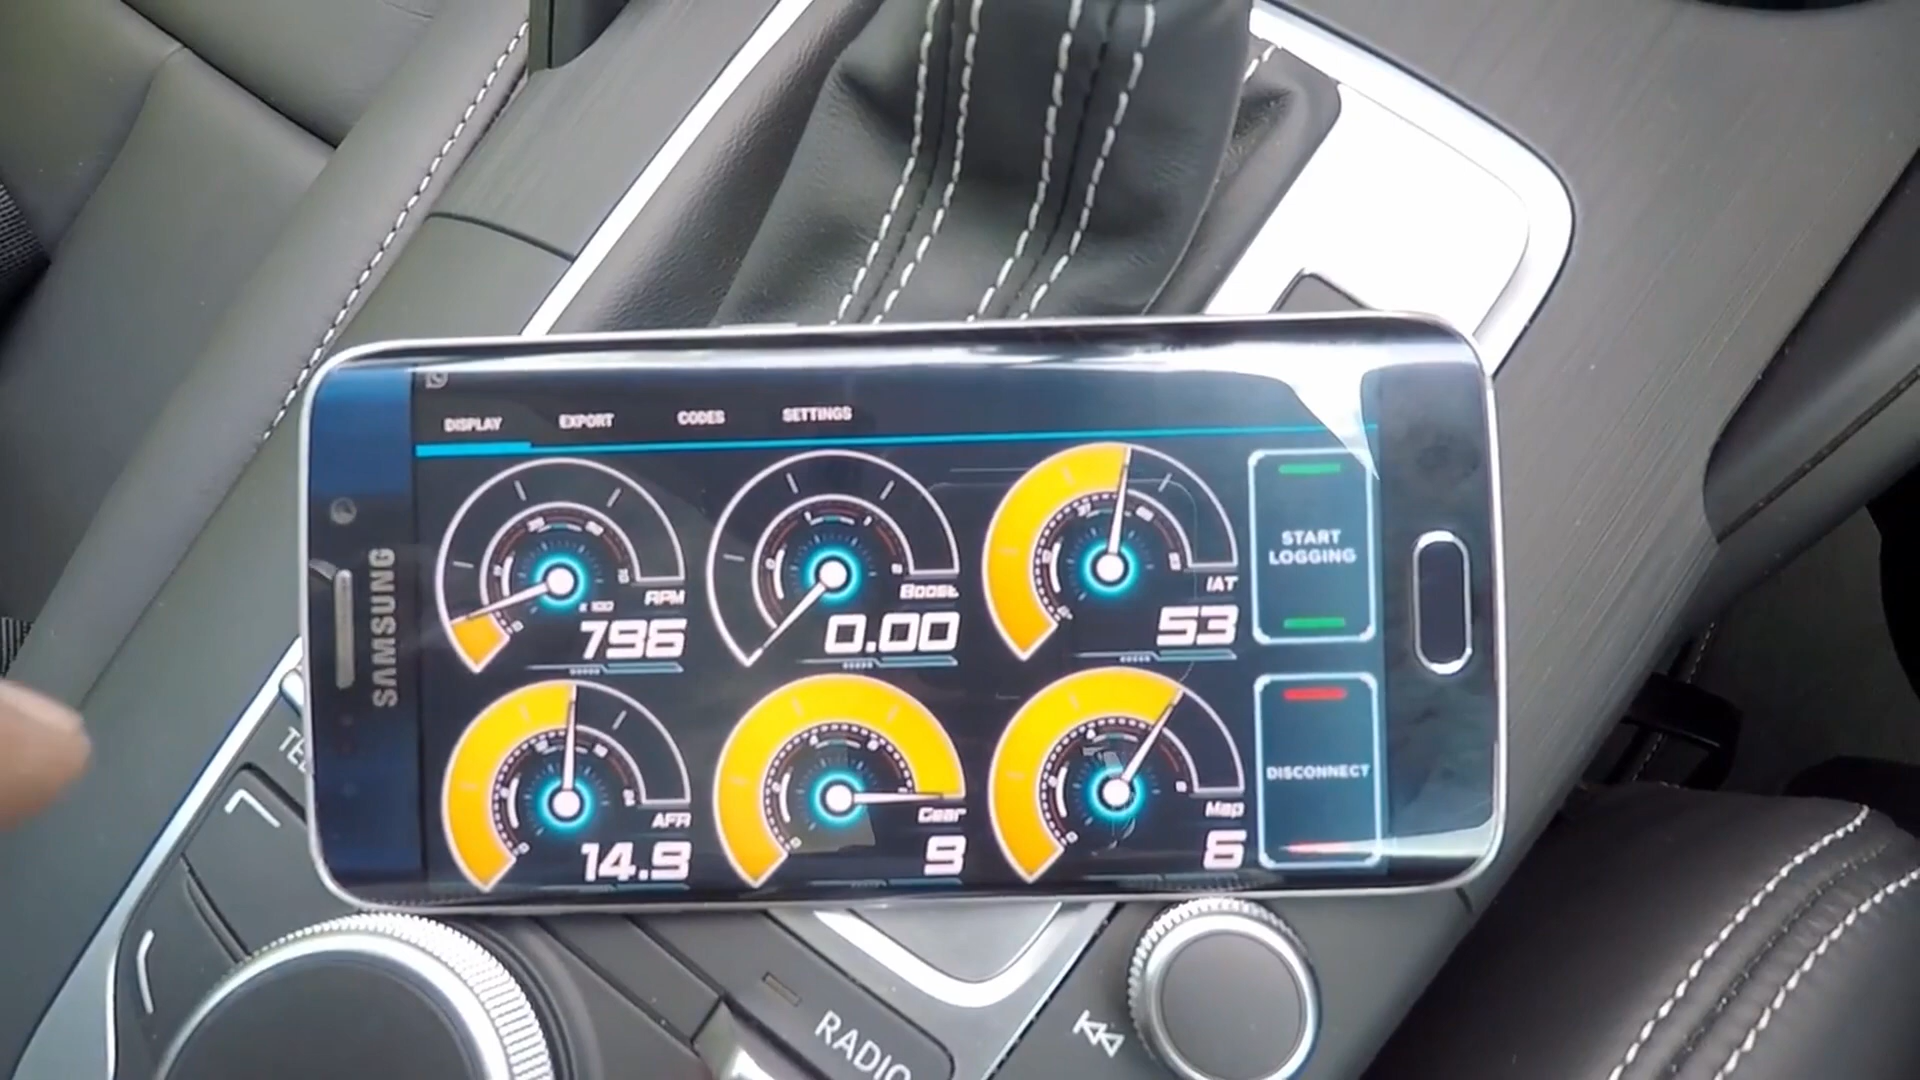 DISPLAY EXPORT CODES SETTINGS
SAMSUNG
x 100
RPM
796
Boost
0.00
IAT
53
START
LOGGING
AFR
14.9
Gear
9
Map
6
DISCONNECT
RADIO